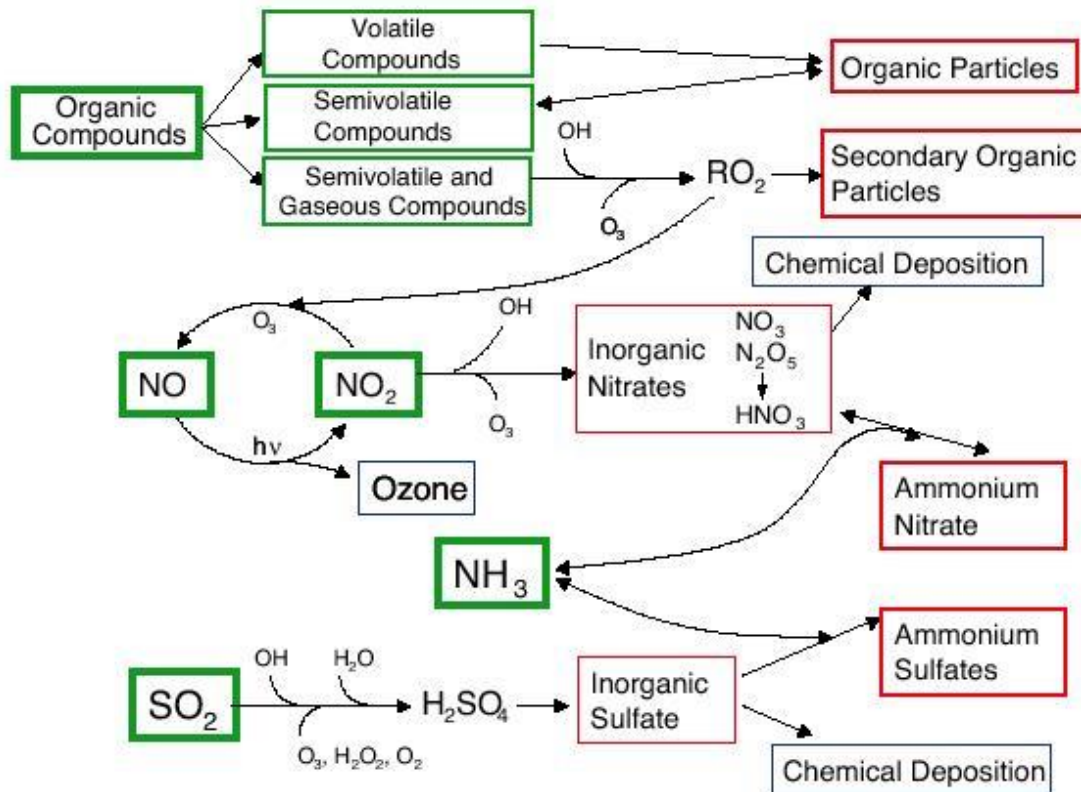 Volatile
Compounds
Organic Particles
Organic
Compounds
Semivolatile
Compounds
OH
Semivolatile and
Gaseous Compounds
RO₂
Secondary Organic
Particles
O₃
Chemical Deposition
O₃
OH
NO
NO₂
Inorganic
Nitrates
NO₃
N₂O₅
HNO₃
O₃
hν
Ozone
Ammonium
Nitrate
NH₃
Ammonium
Sulfates
OH
H₂O
SO₂
H₂SO₄
Inorganic
Sulfate
O₃, H₂O₂, O₂
Chemical Deposition